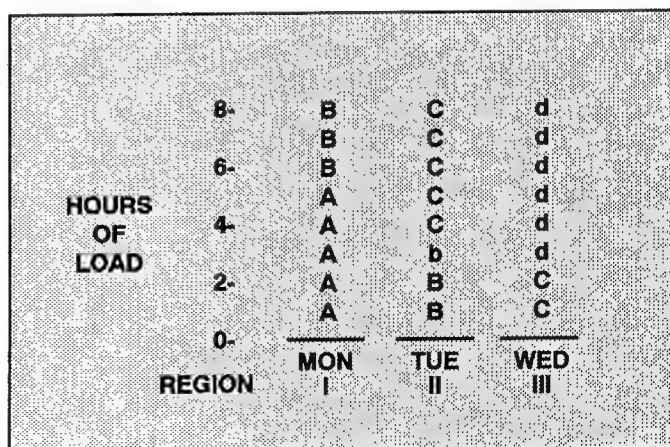 8- B C d
B C d
6- B C d
A C d
HOURS
OF
LOAD
4- A C d
A b d
2- A B C
A B C
0-
MON TUE WED
REGION I II III